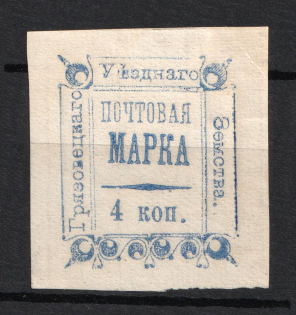 Грязовецкаго
Уѣзднаго
Земства.
ПОЧТОВАЯ
МАРКА
4 коп.